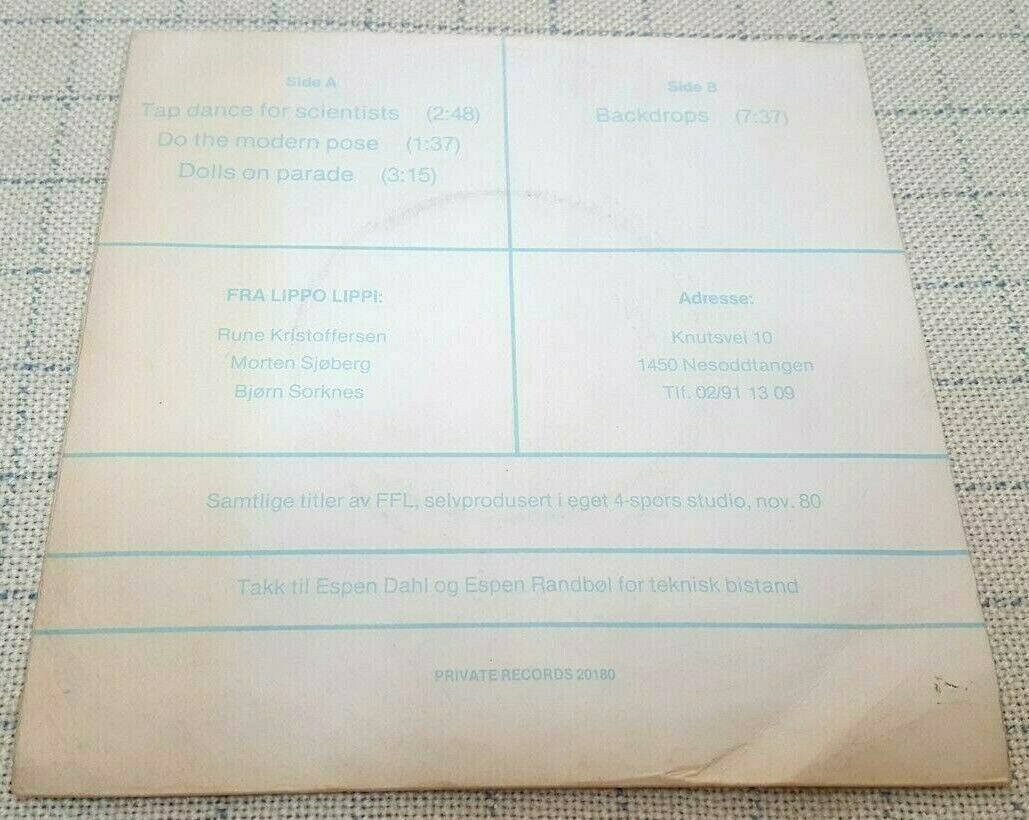 Side A
Tap dance for scientists (2:48)
Do the modern pose (1:37)
Dolls on parade (3:15)
Side B
Backdrops (7:37)
FRA LIPPO LIPPI:
Rune Kristoffersen
Morten Sjøberg
Bjørn Sorknes
Adresse:
Knutsvei 10
1450 Nesoddtangen
Tlf. 02/91 13 09
Samtlige titler av FFL, selvprodusert i eget 4-spors studio, nov. 80
Takk til Espen Dahl og Espen Randbøl for teknisk bistand
PRIVATE RECORDS 20180